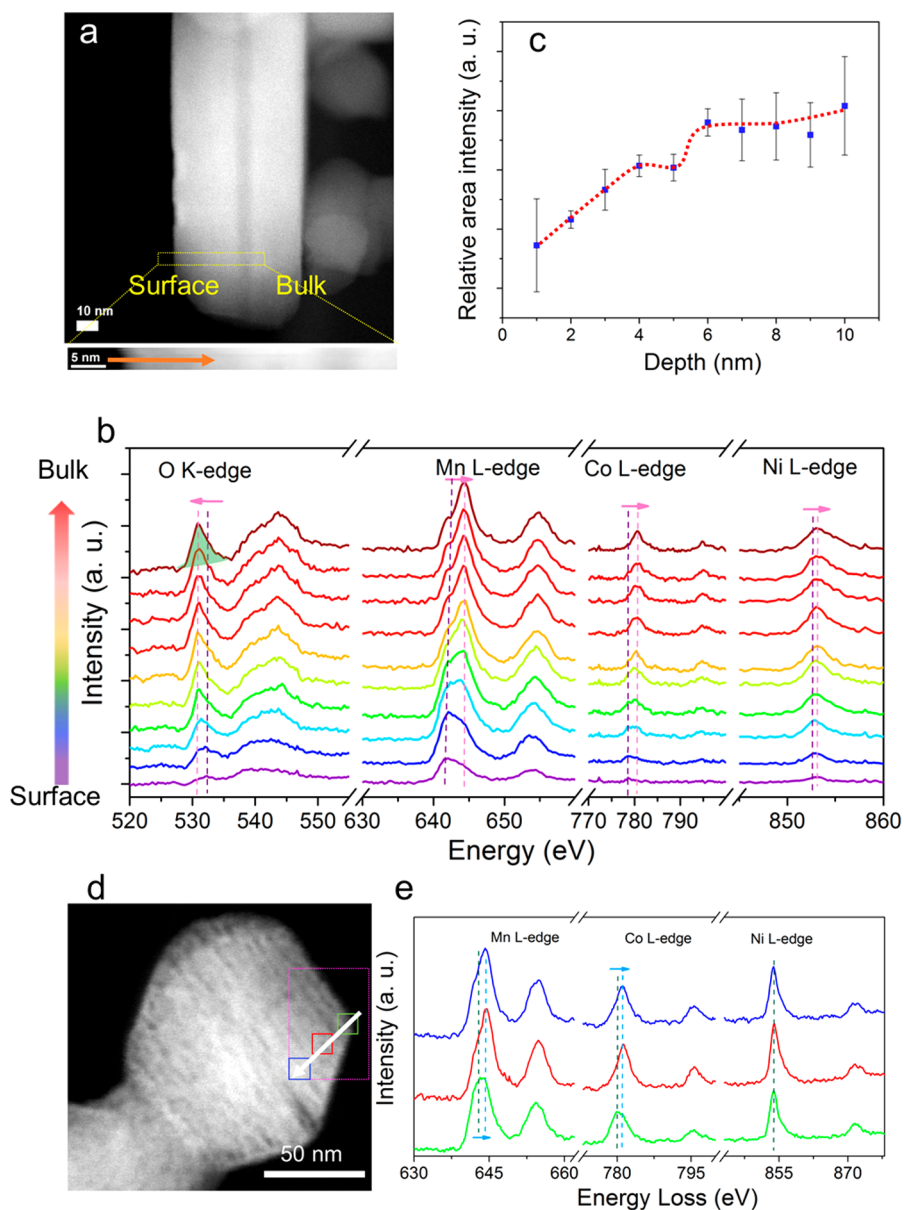 a
Surface
Bulk
10 nm
5 nm
c
Relative area intensity (a. u.)
0 2 4 6 8 10
Depth (nm)
b
Bulk
Surface
Intensity (a. u.)
O K-edge
Mn L-edge
Co L-edge
Ni L-edge
520 530 540 550 630 640 650 770 780 790 850 860
Energy (eV)
d
50 nm
e
Intensity (a. u.)
Mn L-edge
Co L-edge
Ni L-edge
630 645 660 780 795 855 870
Energy Loss (eV)